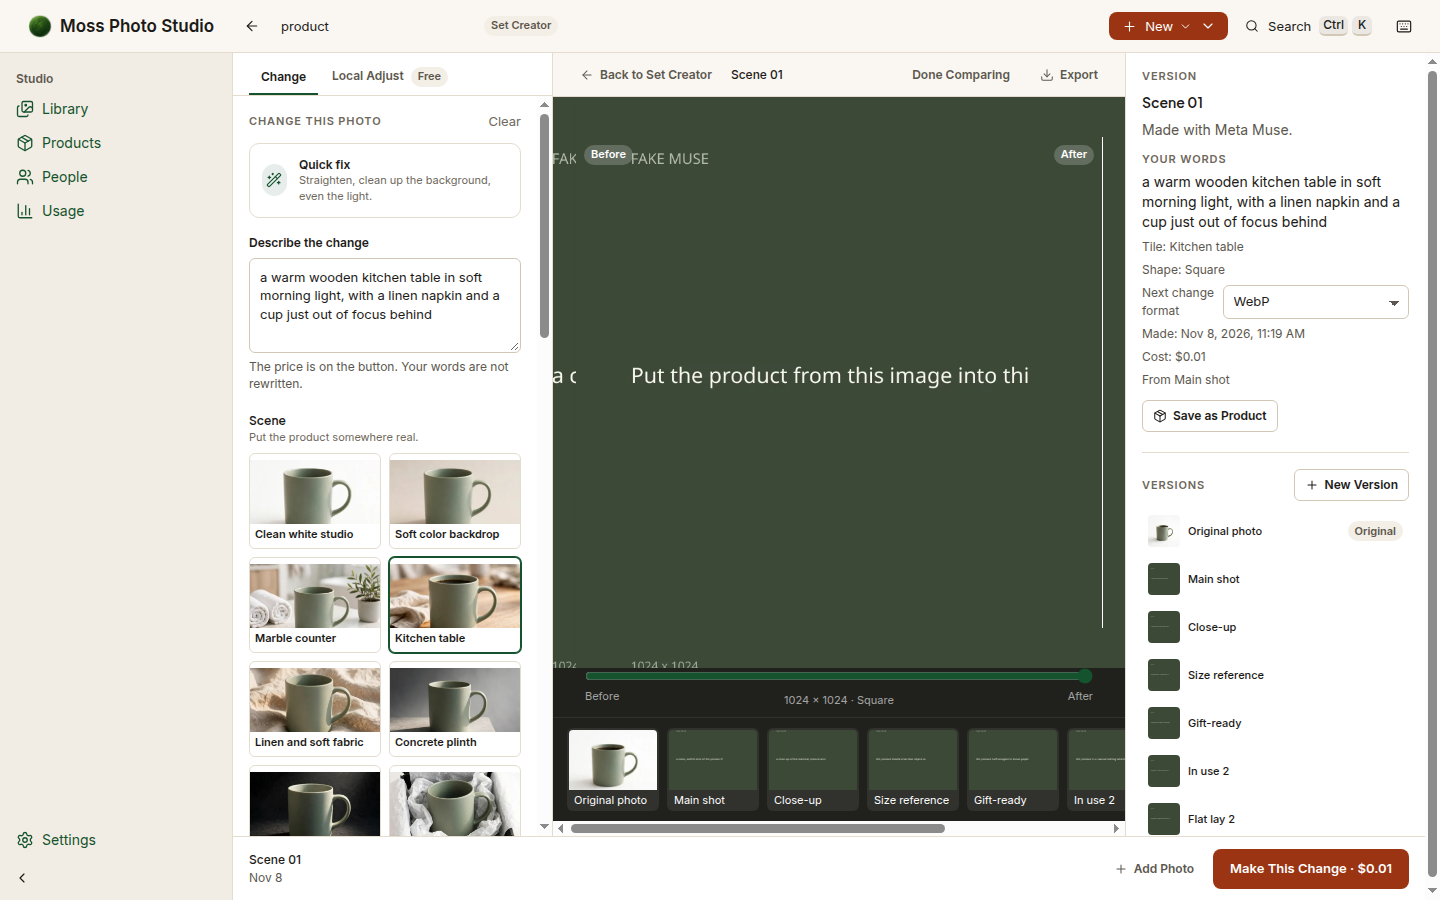 Moss Photo Studio
product
Set Creator
New
Search
Ctrl
K
Studio
Library
Products
People
Usage
Settings
Change
Local Adjust
Free
CHANGE THIS PHOTO
Clear
Quick fix
Straighten, clean up the background,
even the light.
Describe the change
a warm wooden kitchen table in soft
morning light, with a linen napkin and a
cup just out of focus behind
The price is on the button. Your words are not
rewritten.
Scene
Put the product somewhere real.
Clean white studio
Soft color backdrop
Marble counter
Kitchen table
Linen and soft fabric
Concrete plinth
Back to Set Creator
Scene 01
Done Comparing
Export
FAK
Before
FAKE MUSE
After
a c
Put the product from this image into thi
1024
1024 x 1024
Before
1024 × 1024 · Square
After
Original photo
Main shot
Close-up
Size reference
Gift-ready
In use 2
VERSION
Scene 01
Made with Meta Muse.
YOUR WORDS
a warm wooden kitchen table in soft
morning light, with a linen napkin and a
cup just out of focus behind
Tile: Kitchen table
Shape: Square
Next change
format
WebP
Made: Nov 8, 2026, 11:19 AM
Cost: $0.01
From Main shot
Save as Product
VERSIONS
New Version
Original photo
Original
Main shot
Close-up
Size reference
Gift-ready
In use 2
Flat lay 2
Scene 01
Nov 8
Add Photo
Make This Change · $0.01